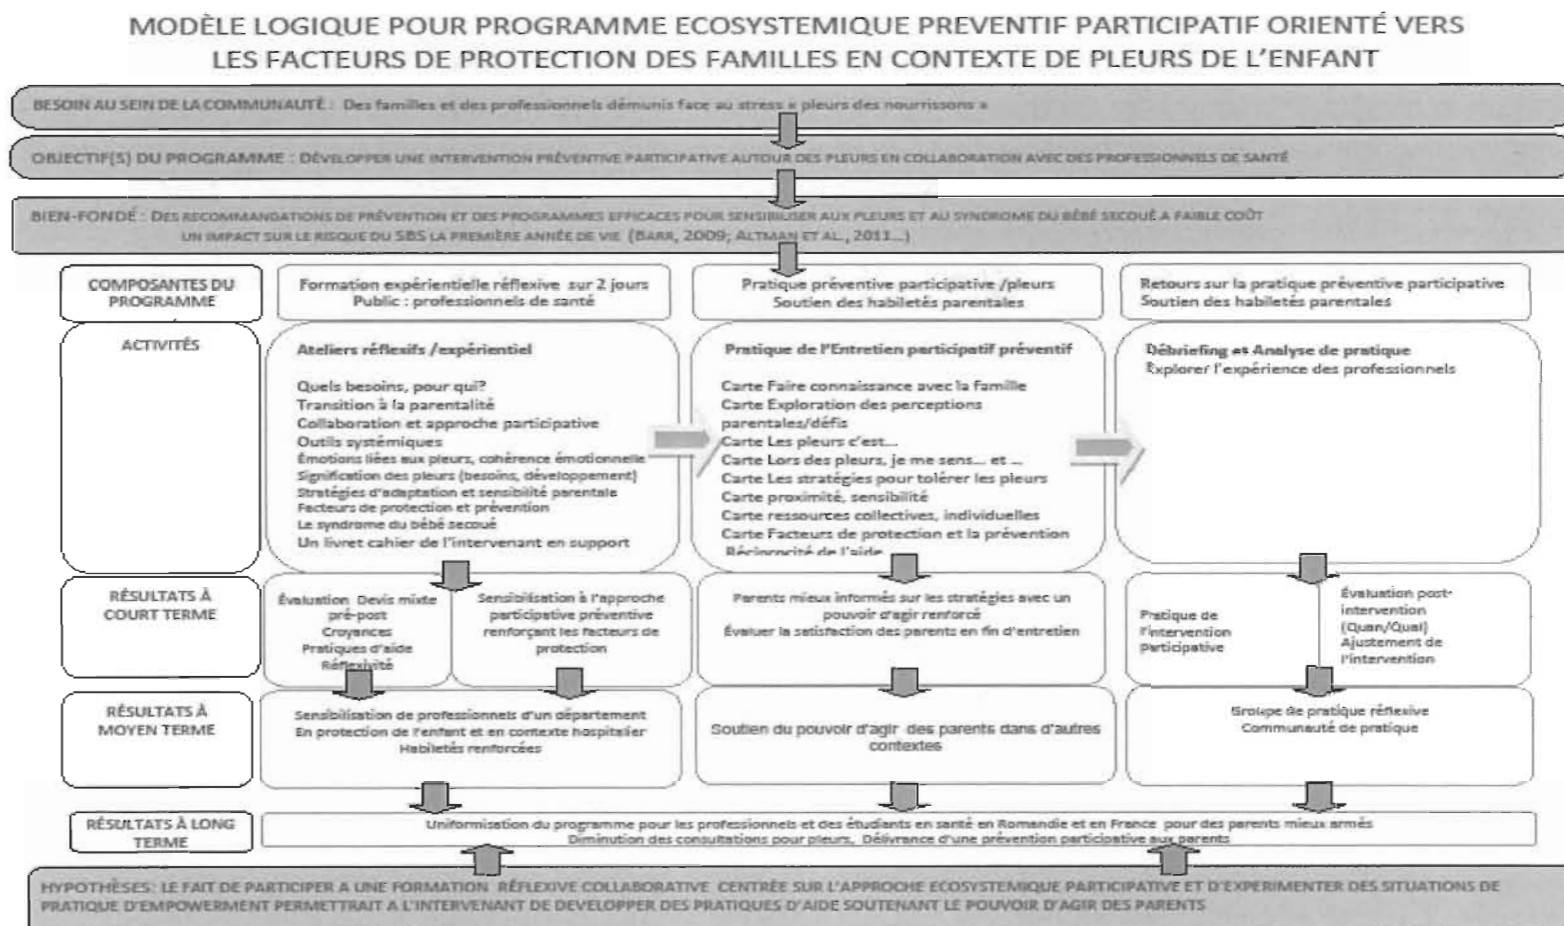 MODÈLE LOGIQUE POUR PROGRAMME ECOSYSTEMIQUE PREVENTIF PARTICIPATIF ORIENTÉ VERS
LES FACTEURS DE PROTECTION DES FAMILLES EN CONTEXTE DE PLEURS DE L'ENFANT
BESOIN AU SEIN DE LA COMMUNAUTÉ : Des familles et des professionnels démunis face au stress « pleurs des nourrissons »
OBJECTIF(S) DU PROGRAMME : DÉVELOPPER UNE INTERVENTION PRÉVENTIVE PARTICIPATIVE AUTOUR DES PLEURS EN COLLABORATION AVEC DES PROFESSIONNELS DE SANTÉ
BIEN-FONDÉ : DES RECOMMANDATIONS DE PRÉVENTION ET DES PROGRAMMES EFFICACES POUR SENSIBILISER AUX PLEURS ET AU SYNDROME DU BÉBÉ SECOUÉ A FAIBLE COÛT
UN IMPACT SUR LE RISQUE DU SBS LA PREMIÈRE ANNÉE DE VIE (BARR, 2009; ALTMAN ET AL., 2011...)
COMPOSANTES DU
PROGRAMME
Formation expérientielle réflexive sur 2 jours
Public : professionnels de santé
Pratique préventive participative /pleurs
Soutien des habiletés parentales
Retours sur la pratique préventive participative
Soutien des habiletés parentales
ACTIVITÉS
Ateliers réflexifs /expérientiel
Quels besoins, pour qui?
Transition à la parentalité
Collaboration et approche participative
Outils systémiques
Émotions liées aux pleurs, cohérence émotionnelle
Signification des pleurs (besoins, développement)
Stratégies d'adaptation et sensibilité parentale
Facteurs de protection et prévention
Le syndrome du bébé secoué
Un livret cahier de l'intervenant en support
Pratique de l'Entretien participatif préventif
Carte Faire connaissance avec la famille
Carte Exploration des perceptions
parentales/défis
Carte Les pleurs c'est...
Carte Lors des pleurs, je me sens... et ...
Carte Les stratégies pour tolérer les pleurs
Carte proximité, sensibilité
Carte ressources collectives, individuelles
Carte Facteurs de protection et la prévention
Réciprocité de l'aide
Débriefing et Analyse de pratique
Explorer l'expérience des professionnels
RÉSULTATS À
COURT TERME
Évaluation Devis mixte
pré-post
Croyances
Pratiques d'aide
Réflexivité
Sensibilisation à l'approche
participative préventive
renforçant les facteurs de
protection
Parents mieux informés sur les stratégies avec un
pouvoir d'agir renforcé
Évaluer la satisfaction des parents en fin d'entretien
Pratique de
l'intervention
Participative
Évaluation post-
intervention
(Quan/Qual)
Ajustement de
l'intervention
RÉSULTATS À
MOYEN TERME
Sensibilisation de professionnels d'un département
En protection de l'enfant et en contexte hospitalier
Habiletés renforcées
Soutien du pouvoir d'agir des parents dans d'autres
contextes
Groupe de pratique réflexive
Communauté de pratique
RÉSULTATS À LONG
TERME
Uniformisation du programme pour les professionnels et des étudiants en santé en Romandie et en France pour des parents mieux armés
Diminution des consultations pour pleurs, Délivrance d'une prévention participative aux parents
HYPOTHÈSES: LE FAIT DE PARTICIPER A UNE FORMATION RÉFLEXIVE COLLABORATIVE CENTRÉE SUR L'APPROCHE ECOSYSTEMIQUE PARTICIPATIVE ET D'EXPERIMENTER DES SITUATIONS DE
PRATIQUE D'EMPOWERMENT PERMETTRAIT A L'INTERVENANT DE DEVELOPPER DES PRATIQUES D'AIDE SOUTENANT LE POUVOIR D'AGIR DES PARENTS